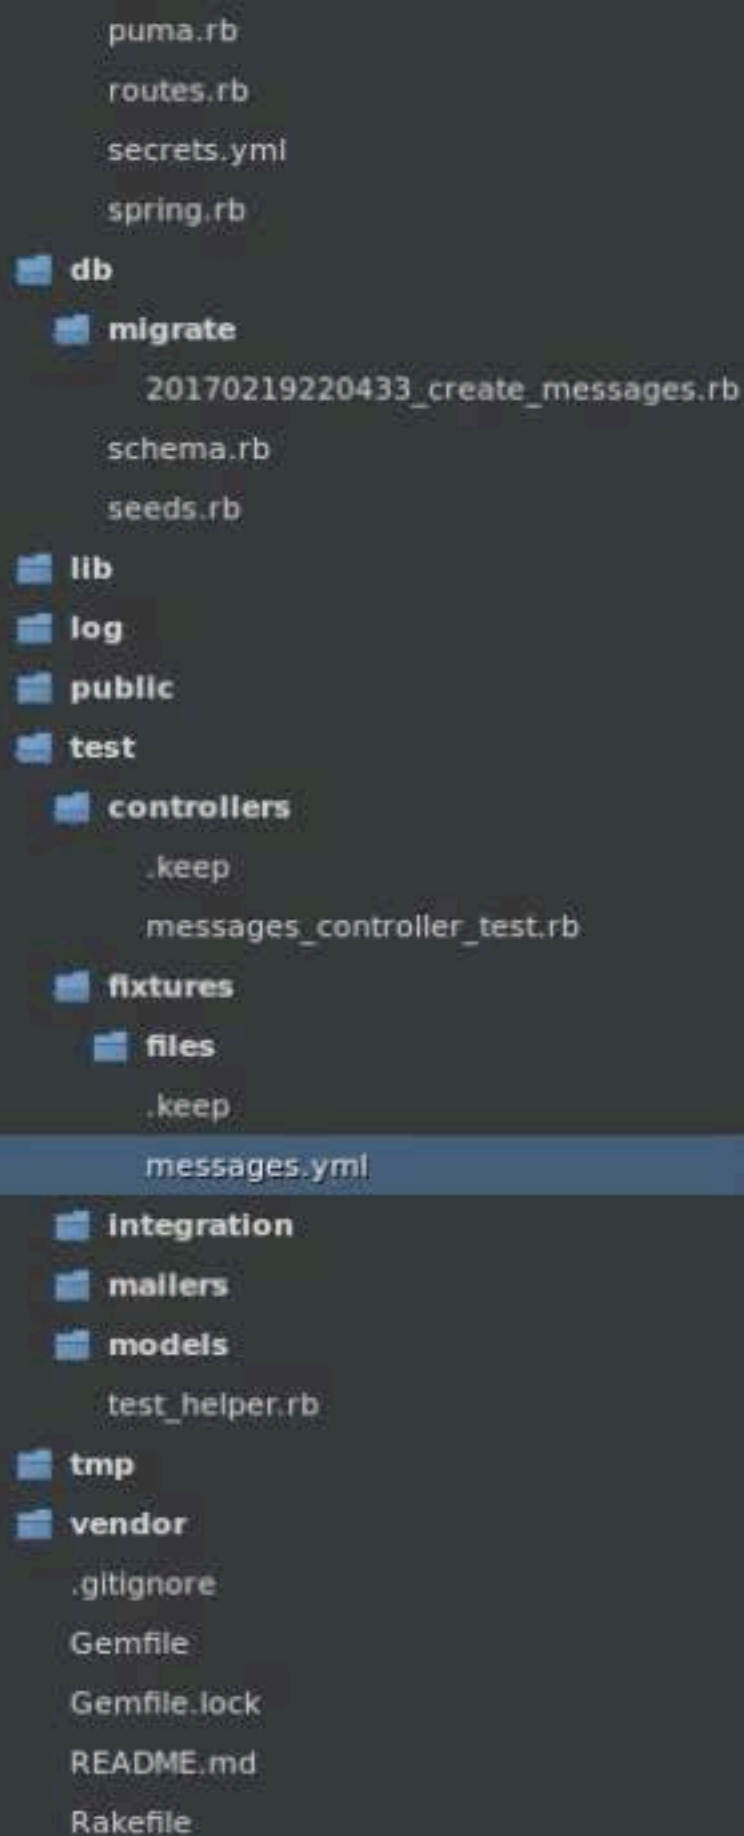 puma.rb
routes.rb
secrets.yml
spring.rb
db
migrate
20170219220433_create_messages.rb
schema.rb
seeds.rb
lib
log
public
test
controllers
.keep
messages_controller_test.rb
fixtures
files
.keep
messages.yml
integration
mailers
models
test_helper.rb
tmp
vendor
.gitignore
Gemfile
Gemfile.lock
README.md
Rakefile